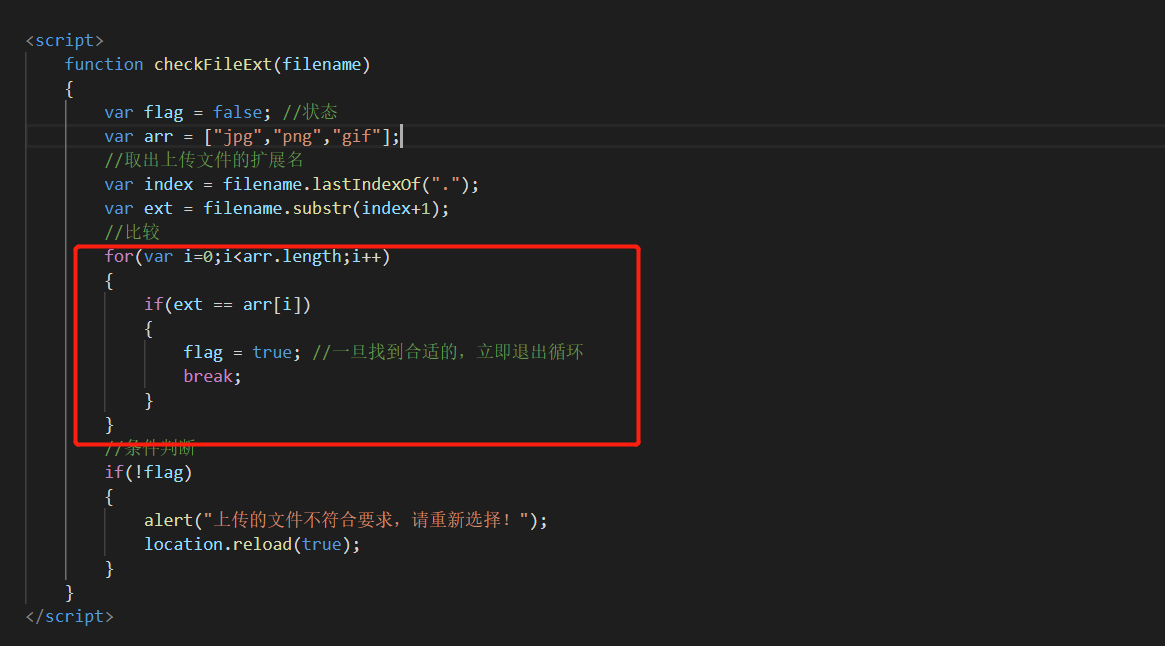 <script>
function checkFileExt(filename)
{
var flag = false; //状态
var arr = ["jpg","png","gif"];
//取出上传文件的扩展名
var index = filename.lastIndexOf(".");
var ext = filename.substr(index+1);
//比较
for(var i=0;i<arr.length;i++)
{
if(ext == arr[i])
{
flag = true; //一旦找到合适的，立即退出循环
break;
}
}
//条件判断
if(!flag)
{
alert("上传的文件不符合要求，请重新选择！");
location.reload(true);
}
}
</script>